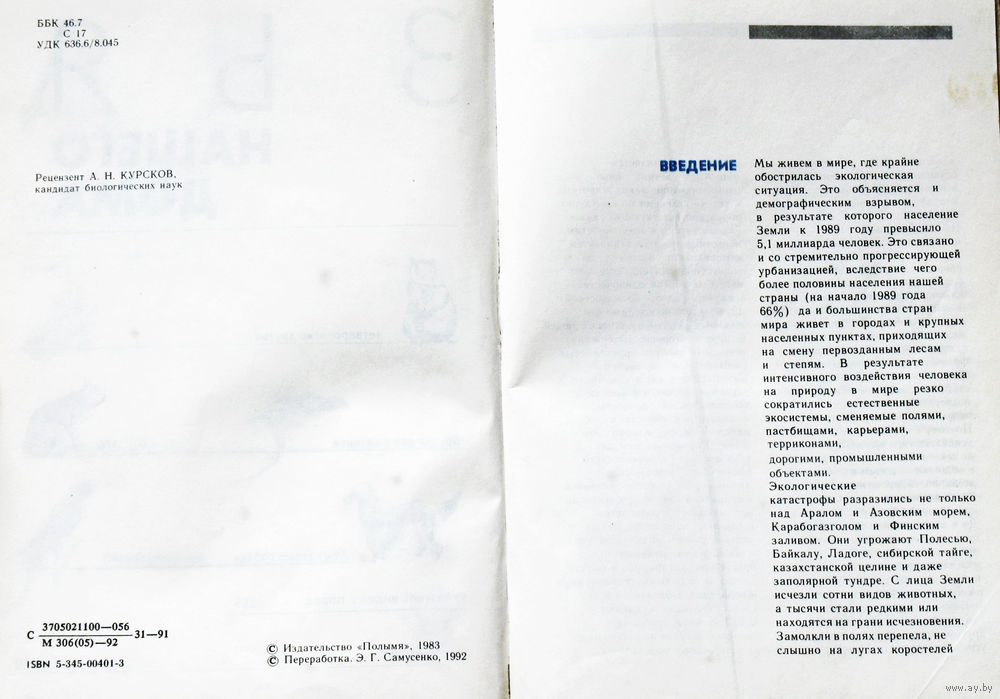 ББК 46.7
С 17
УДК 636.6/8.045
Рецензент А. Н. КУРСКОВ,
кандидат биологических наук
С 3705021100—056 31—91
М 306(05)—92
ISBN 5-345-00401-3
© Издательство «Полымя», 1983
© Переработка. Э. Г. Самусенко, 1992
ВВЕДЕНИЕ
Мы живем в мире, где крайне
обострилась экологическая
ситуация. Это объясняется и
демографическим взрывом,
в результате которого население
Земли к 1989 году превысило
5,1 миллиарда человек. Это связано
и со стремительно прогрессирующей
урбанизацией, вследствие чего
более половины населения нашей
страны (на начало 1989 года
66%) да и большинства стран
мира живет в городах и крупных
населенных пунктах, приходящих
на смену первозданным лесам
и степям. В результате
интенсивного воздействия человека
на природу в мире резко
сократились естественные
экосистемы, сменяемые полями,
пастбищами, карьерами,
терриконами,
дорогими, промышленными
объектами.
Экологические
катастрофы разразились не только
над Аралом и Азовским морем,
Карабогазголом и Финским
заливом. Они угрожают Полесью,
Байкалу, Ладоге, сибирской тайге,
казахстанской целине и даже
заполярной тундре. С лица Земли
исчезли сотни видов животных,
а тысячи стали редкими или
находятся на грани исчезновения.
Замолкли в полях перепела, не
слышно на лугах коростелей
www.ay.by